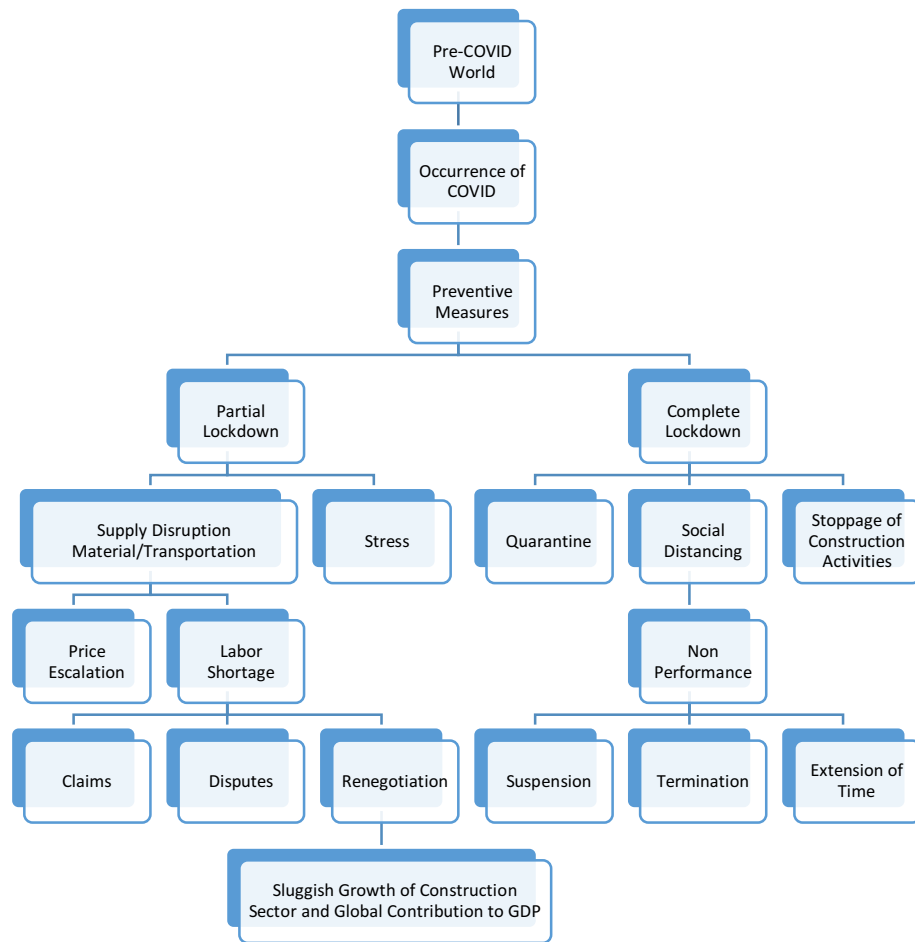 Pre-COVID
World
Occurrence of
COVID
Preventive
Measures
Partial
Lockdown
Complete
Lockdown
Supply Disruption
Material/Transportation
Stress
Quarantine
Social
Distancing
Stoppage of
Construction
Activities
Price
Escalation
Labor
Shortage
Non
Performance
Claims
Disputes
Renegotiation
Suspension
Termination
Extension of
Time
Sluggish Growth of Construction
Sector and Global Contribution to GDP